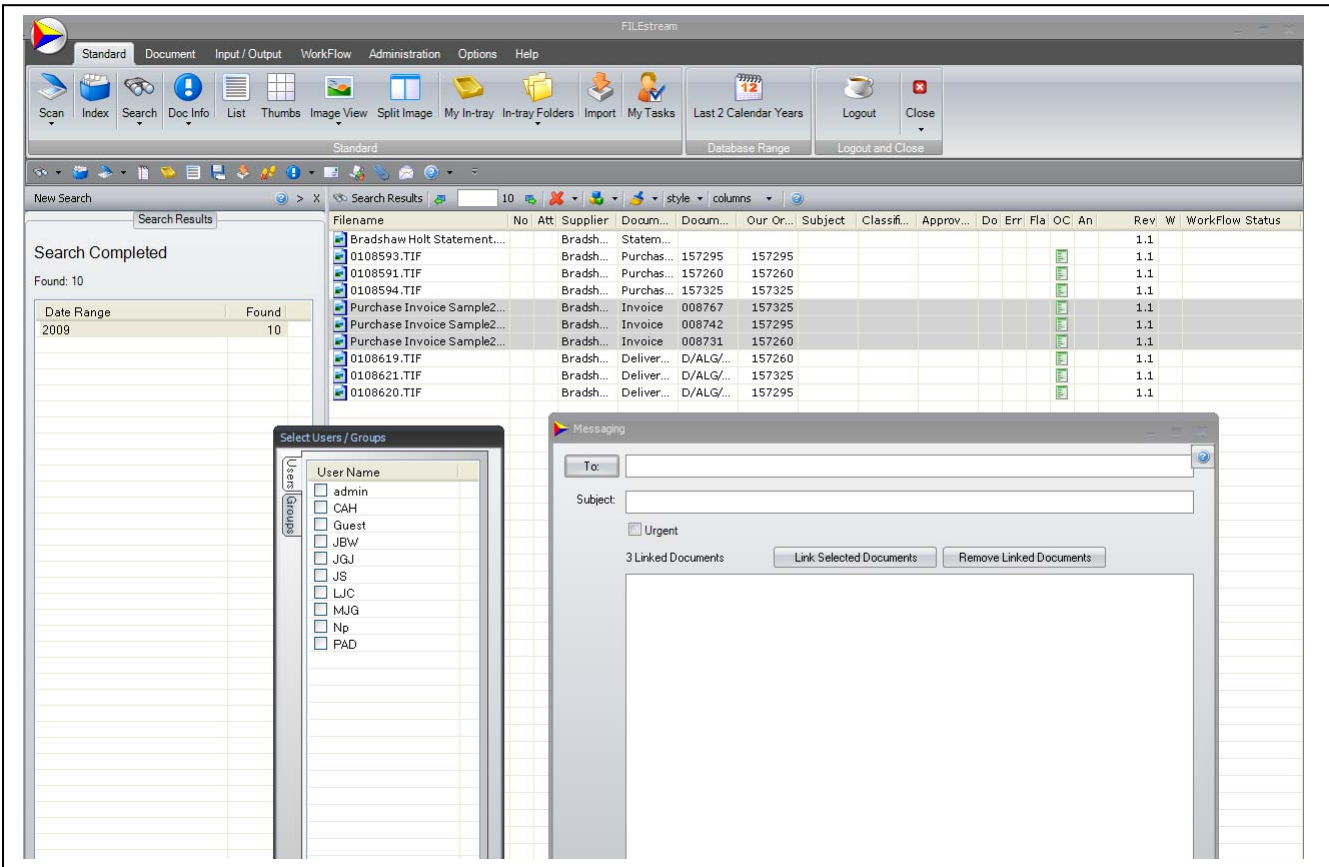 FILEstream
Standard Document Input / Output WorkFlow Administration Options Help
Scan Index Search Doc Info List Thumbs Image View Split Image My In-tray In-tray Folders Import My Tasks Last 2 Calendar Years Logout Close
12
Standard Database Range Logout and Close
New Search > X Search Results 10 style columns
Search Results
Filename No Att Supplier Docum... Docum... Our Or... Subject Classifi... Approv... Do Err Fla OC An Rev W WorkFlow Status
Bradshaw Holt Statement.... Bradsh... Statem... 1.1
0108593.TIF Bradsh... Purchas... 157295 157295 1.1
0108591.TIF Bradsh... Purchas... 157260 157260 1.1
0108594.TIF Bradsh... Purchas... 157325 157325 1.1
Purchase Invoice Sample2... Bradsh... Invoice 008767 157325 1.1
Purchase Invoice Sample2... Bradsh... Invoice 008742 157295 1.1
Purchase Invoice Sample2... Bradsh... Invoice 008731 157260 1.1
0108619.TIF Bradsh... Deliver... D/ALG/... 157260 1.1
0108621.TIF Bradsh... Deliver... D/ALG/... 157325 1.1
0108620.TIF Bradsh... Deliver... D/ALG/... 157295 1.1
Search Completed
Found: 10
Date Range Found
2009 10
Select Users / Groups
Users
Groups
User Name
admin
CAH
Guest
JBW
JGJ
JS
LJC
MJG
Np
PAD
Messaging
To:
Subject:
Urgent
3 Linked Documents Link Selected Documents Remove Linked Documents